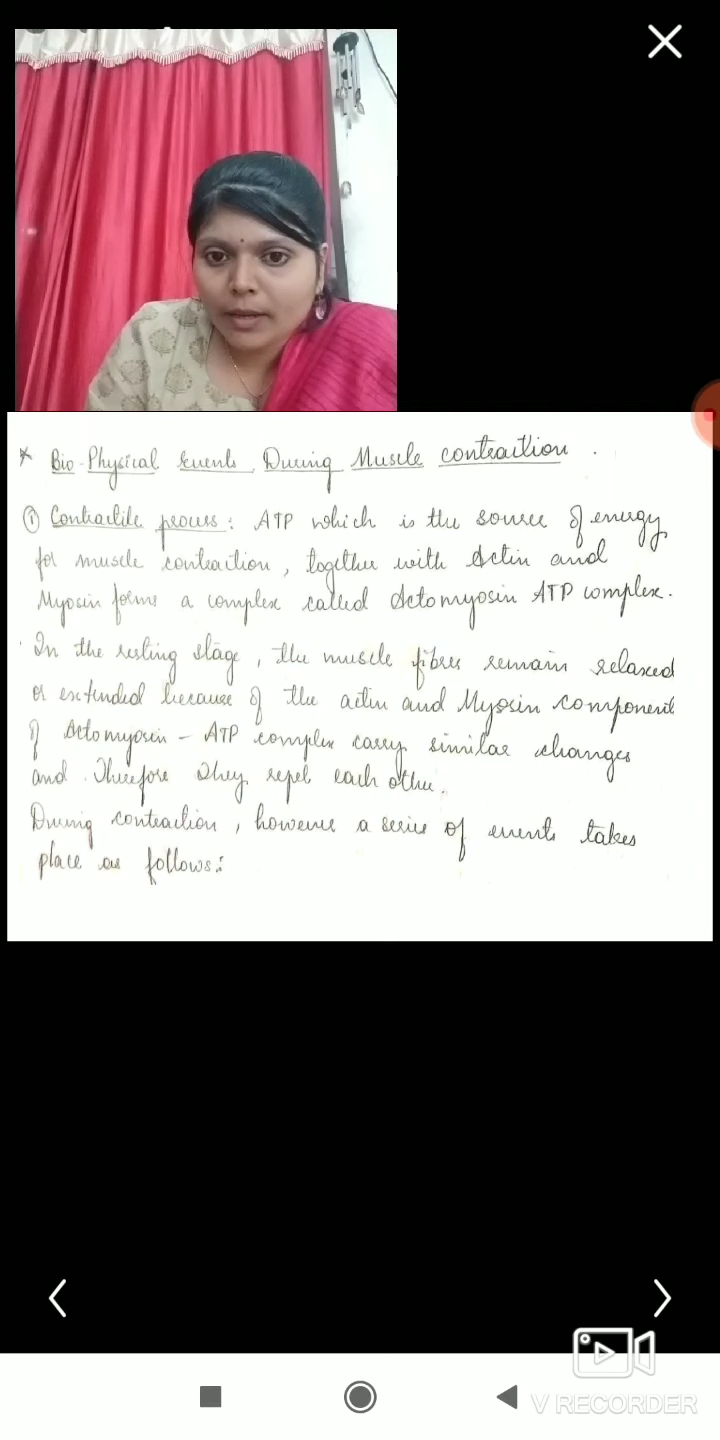 * Bio-Physical events During Muscle contraction.
① Contractile process: ATP which is the source of energy
for muscle contraction, together with Actin and
Myosin forms a complex called Actomyosin ATP complex.
In the resting stage, the muscle fibres remain relaxed
or extended because of the actin and Myosin component
of Actomyosin - ATP complex carry similar changes
and Therefore They repel each other.
During contraction, however a series of events takes
place as follows:
V RECORDER